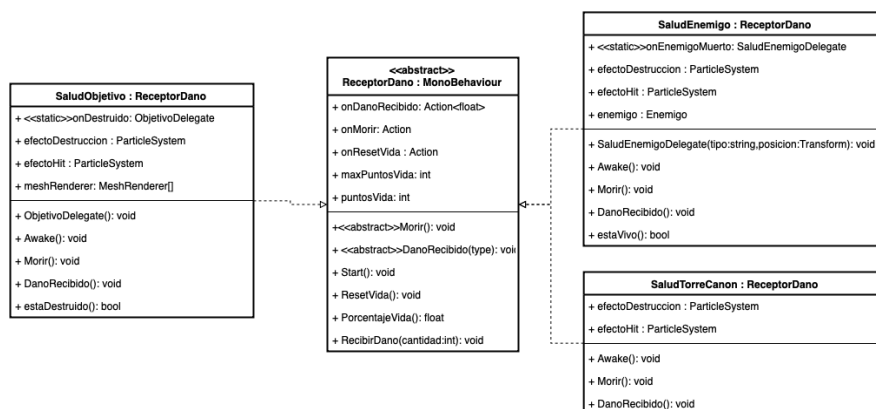 SaludObjetivo : ReceptorDano
+ <<static>>onDestruido: ObjetivoDelegate
+ efectoDestruccion : ParticleSystem
+ efectoHit : ParticleSystem
+ meshRenderer: MeshRenderer[]
+ ObjetivoDelegate(): void
+ Awake(): void
+ Morir(): void
+ DanoRecibido(): void
+ estaDestruido(): bool
<<abstract>>
ReceptorDano : MonoBehaviour
+ onDanoRecibido: Action<float>
+ onMorir: Action
+ onResetVida : Action
+ maxPuntosVida: int
+ puntosVida: int
+<<abstract>>Morir(): void
+ <<abstract>>DanoRecibido(type): void
+ Start(): void
+ ResetVida(): void
+ PorcentajeVida(): float
+ RecibirDano(cantidad:int): void
SaludEnemigo : ReceptorDano
+ <<static>>onEnemigoMuerto: SaludEnemigoDelegate
+ efectoDestruccion : ParticleSystem
+ efectoHit : ParticleSystem
+ enemigo : Enemigo
+ SaludEnemigoDelegate(tipo:string,posicion:Transform): void
+ Awake(): void
+ Morir(): void
+ DanoRecibido(): void
+ estaVivo(): bool
SaludTorreCanon : ReceptorDano
+ efectoDestruccion : ParticleSystem
+ efectoHit : ParticleSystem
+ Awake(): void
+ Morir(): void
+ DanoRecibido(): void